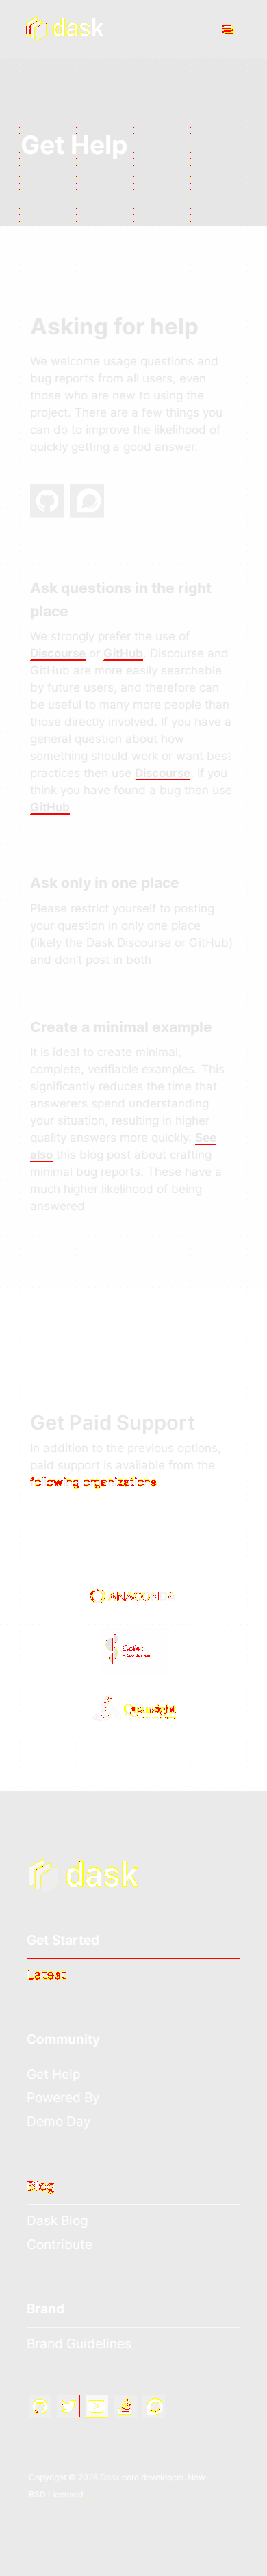 dask
Get Help
Asking for help
We welcome usage questions and
bug reports from all users, even
those who are new to using the
project. There are a few things you
can do to improve the likelihood of
quickly getting a good answer.
Ask questions in the right
place
We strongly prefer the use of
Discourse or GitHub. Discourse and
GitHub are more easily searchable
by future users, and therefore can
be useful to many more people than
those directly involved. If you have a
general question about how
something should work or want best
practices then use Discourse. If you
think you have found a bug then use
GitHub
Ask only in one place
Please restrict yourself to posting
your question in only one place
(likely the Dask Discourse or GitHub)
and don't post in both
Create a minimal example
It is ideal to create minimal,
complete, verifiable examples. This
significantly reduces the time that
answerers spend understanding
your situation, resulting in higher
quality answers more quickly. See
also this blog post about crafting
minimal bug reports. These have a
much higher likelihood of being
answered
Get Paid Support
In addition to the previous options,
paid support is available from the
following organizations
ANACONDA
Coiled
Quansight
dask
Get Started
Latest
Community
Get Help
Powered By
Demo Day
Blog
Dask Blog
Contribute
Brand
Brand Guidelines
Copyright © 2026 Dask core developers. New-
BSD Licensed.